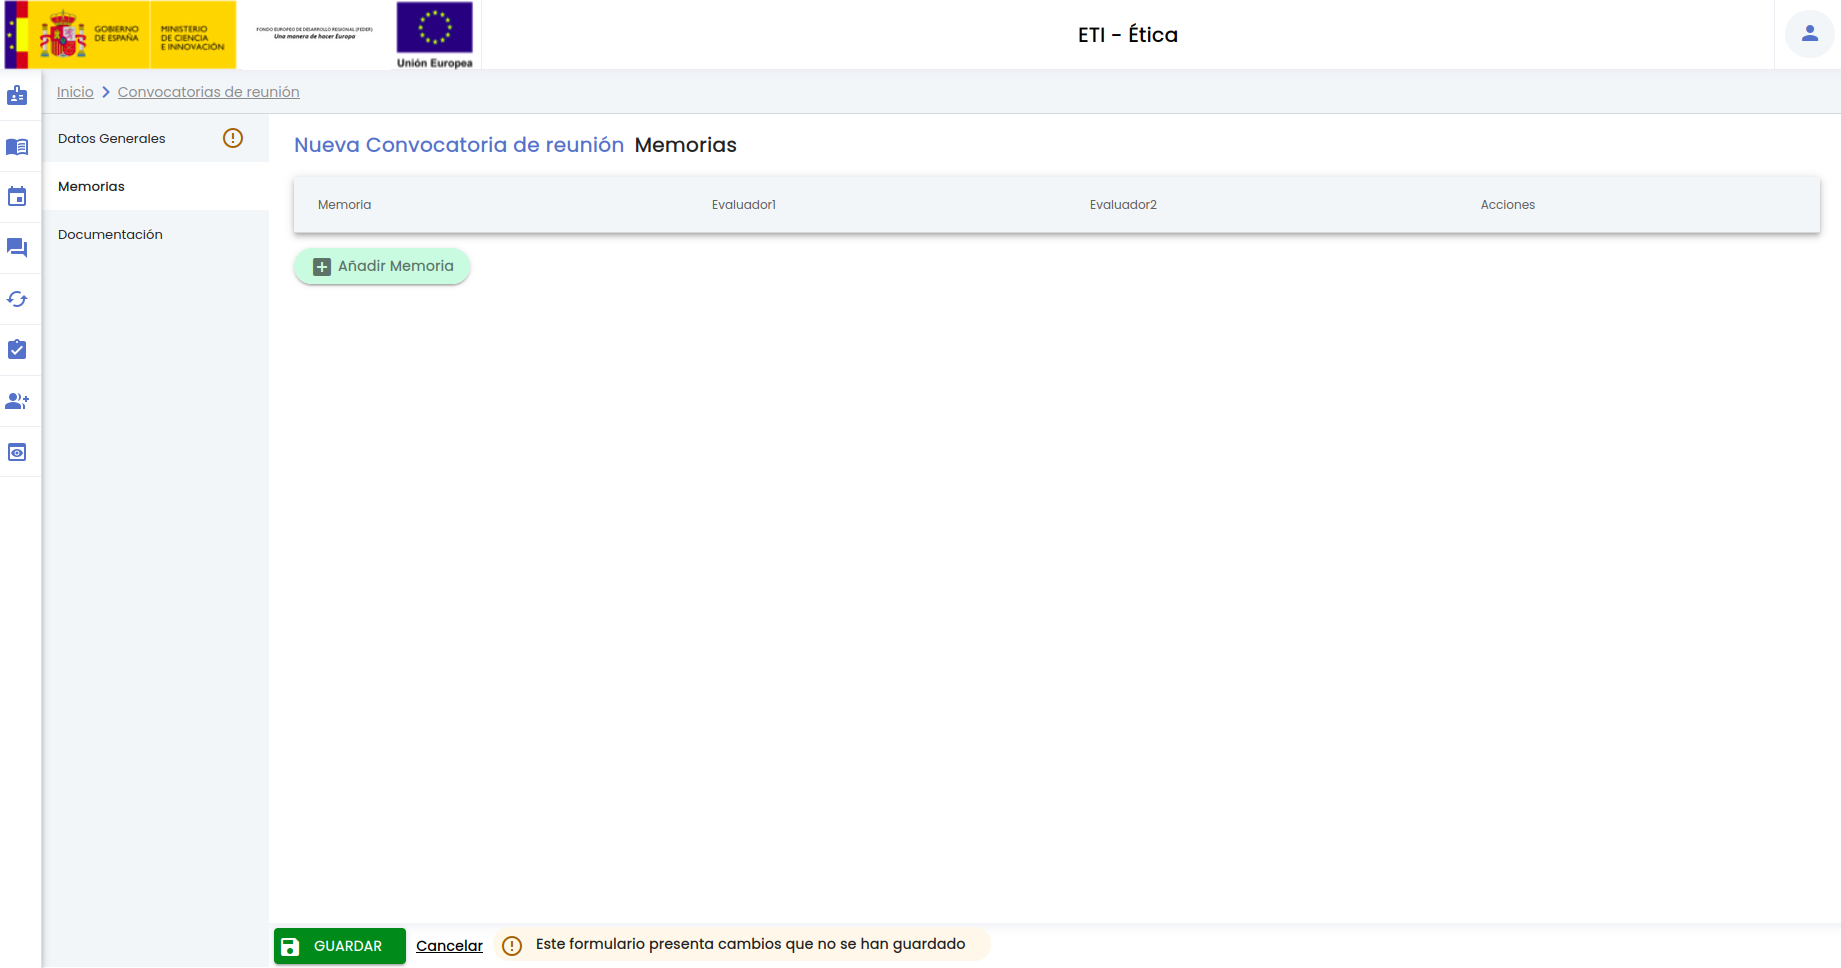 GOBIERNO
DE ESPAÑA
MINISTERIO
DE CIENCIA
E INNOVACIÓN
FONDO EUROPEO DE DESARROLLO REGIONAL (FEDER)
Una manera de hacer Europa
Unión Europea
ETI - Ética
Inicio
Convocatorias de reunión
Datos Generales
Memorias
Documentación
Nueva Convocatoria de reunión Memorias
Memoria Evaluador1 Evaluador2 Acciones
Añadir Memoria
GUARDAR
Cancelar
Este formulario presenta cambios que no se han guardado